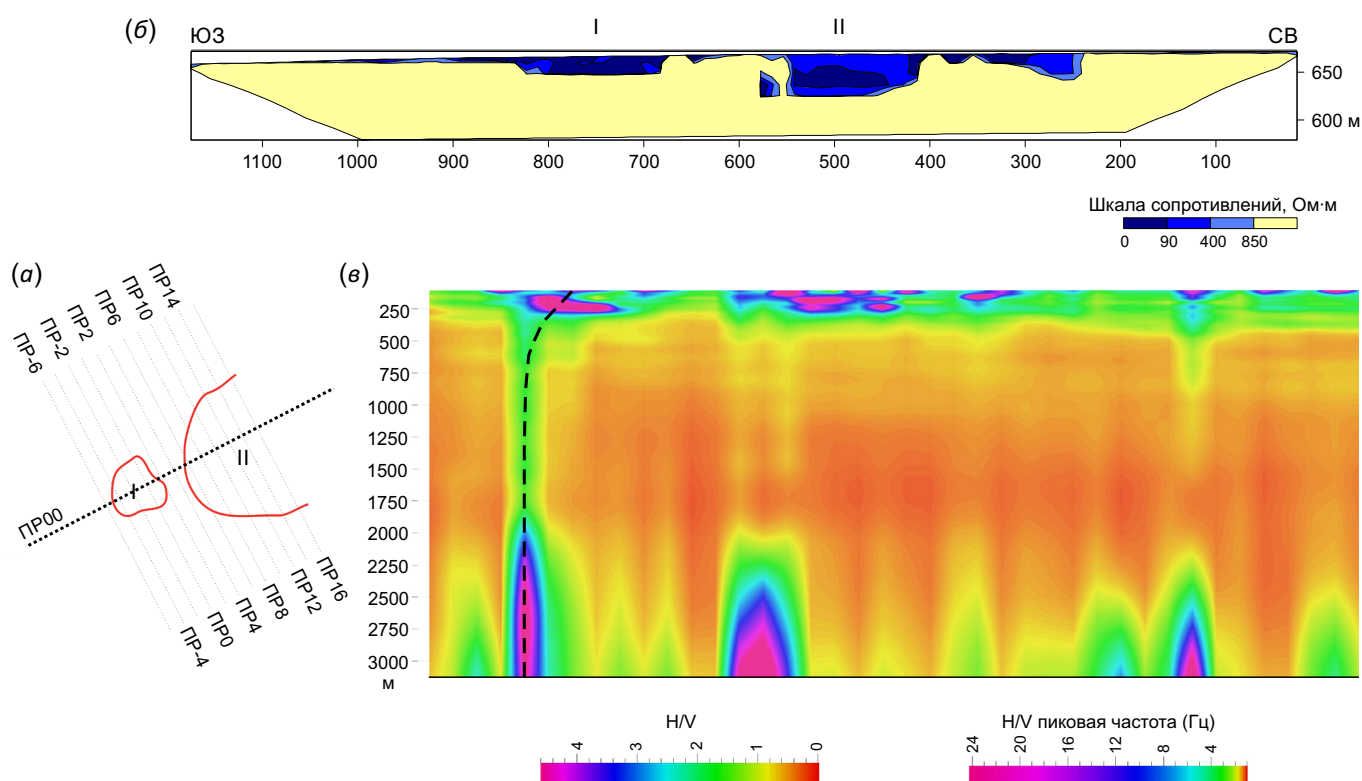 (б)
ЮЗ
I
II
СВ
650
600 м
1100 1000 900 800 700 600 500 400 300 200 100
Шкала сопротивлений, Ом·м
0 90 400 850
(а)
ПР-6
ПР-2
ПР2
ПР6
ПР10
ПР14
I
II
ПР00
ПР-4
ПР0
ПР4
ПР8
ПР12
ПР16
(в)
250
500
750
1000
1250
1500
1750
2000
2250
2500
2750
3000
м
H/V
4 3 2 1 0
H/V пиковая частота (Гц)
24 20 16 12 8 4